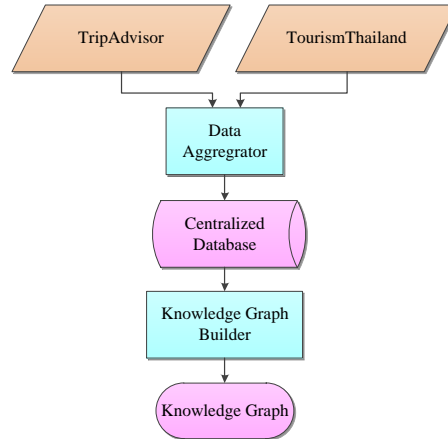 TripAdvisor
TourismThailand
Data
Aggregrator
Centralized
Database
Knowledge Graph
Builder
Knowledge Graph